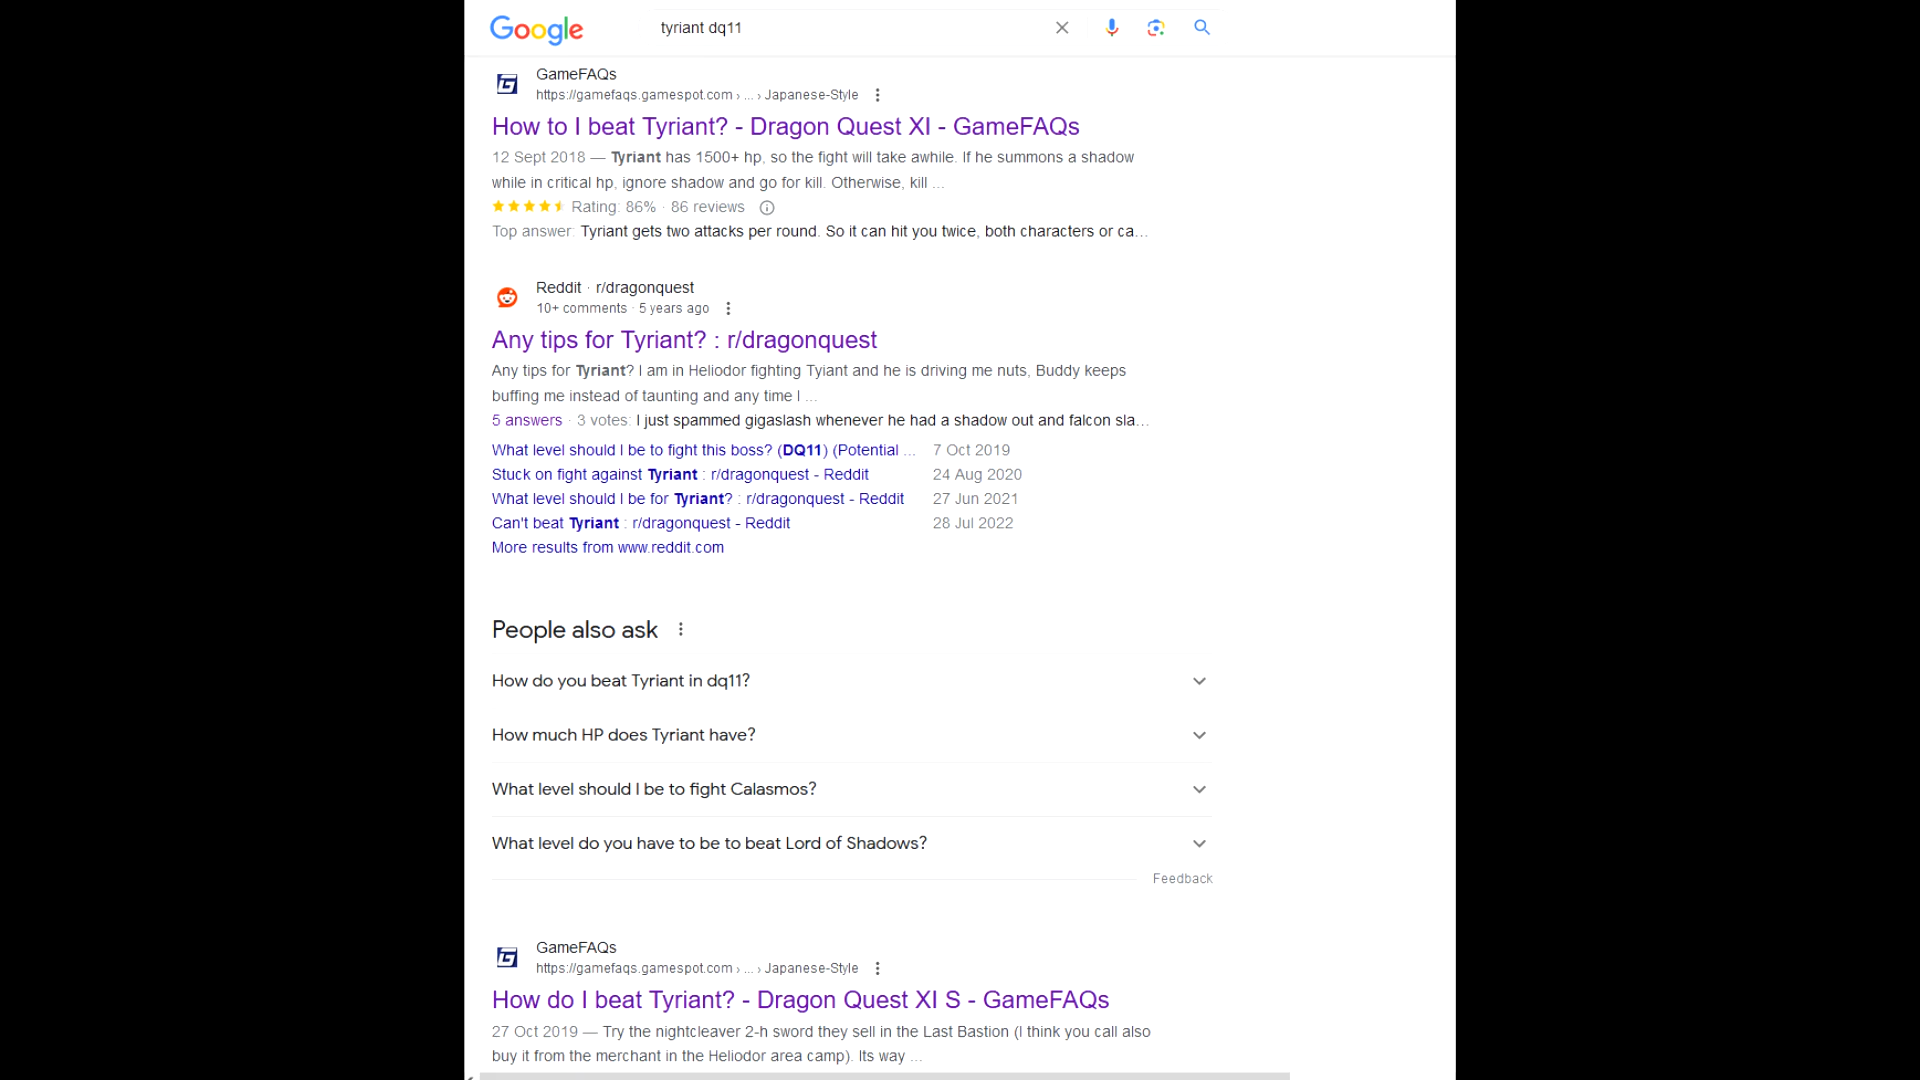 Google
tyriant dq11
GameFAQs
https://gamefaqs.gamespot.com › ... › Japanese-Style
How to I beat Tyriant? - Dragon Quest XI - GameFAQs
12 Sept 2018 — Tyriant has 1500+ hp, so the fight will take awhile. If he summons a shadow
while in critical hp, ignore shadow and go for kill. Otherwise, kill ...
Rating: 86% · 86 reviews
Top answer: Tyriant gets two attacks per round. So it can hit you twice, both characters or ca...
Reddit · r/dragonquest
10+ comments · 5 years ago
Any tips for Tyriant? : r/dragonquest
Any tips for Tyriant? I am in Heliodor fighting Tyiant and he is driving me nuts, Buddy keeps
buffing me instead of taunting and any time I ...
5 answers · 3 votes: I just spammed gigaslash whenever he had a shadow out and falcon sla...
What level should I be to fight this boss? (DQ11) (Potential ... 7 Oct 2019
Stuck on fight against Tyriant : r/dragonquest - Reddit 24 Aug 2020
What level should I be for Tyriant? : r/dragonquest - Reddit 27 Jun 2021
Can't beat Tyriant : r/dragonquest - Reddit 28 Jul 2022
More results from www.reddit.com
People also ask
How do you beat Tyriant in dq11?
How much HP does Tyriant have?
What level should I be to fight Calasmos?
What level do you have to be to beat Lord of Shadows?
Feedback
GameFAQs
https://gamefaqs.gamespot.com › ... › Japanese-Style
How do I beat Tyriant? - Dragon Quest XI S - GameFAQs
27 Oct 2019 — Try the nightcleaver 2-h sword they sell in the Last Bastion (I think you call also
buy it from the merchant in the Heliodor area camp). Its way ...